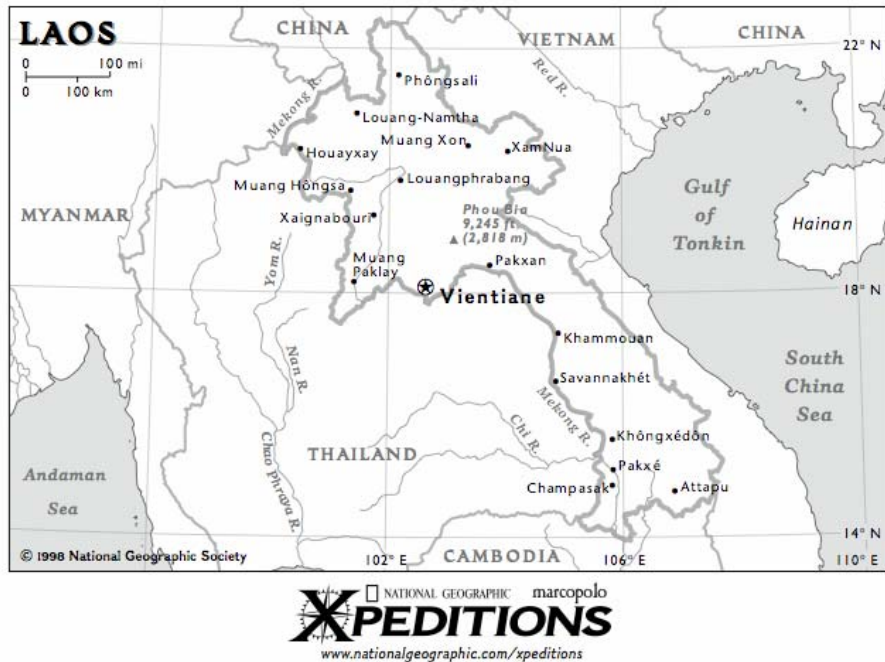 LAOS
0 100 mi
0 100 km
CHINA
VIETNAM
CHINA
22° N
Red R.
Mekong R.
Phôngsali
Louang-Namtha
Muang Xon
XamNua
Houayxay
Louangphrabang
Muang Hôngsa
MYANMAR
Xaignabouri
Phou Bia
9,245 ft.
(2,818 m)
Gulf
of
Tonkin
Hainan
Yom R.
Muang
Paklay
Pakxan
18° N
Vientiane
Nan R.
Khammouan
Savannakhét
South
China
Sea
Mekong R.
Chi R.
Khôngxédôn
Chao Phraya R.
THAILAND
Pakxé
Champasak
Attapu
Andaman
Sea
14° N
© 1998 National Geographic Society
102° E
CAMBODIA
106° E
110° E
NATIONAL GEOGRAPHIC marcopolo
XPEDITIONS
www.nationalgeographic.com/xpeditions